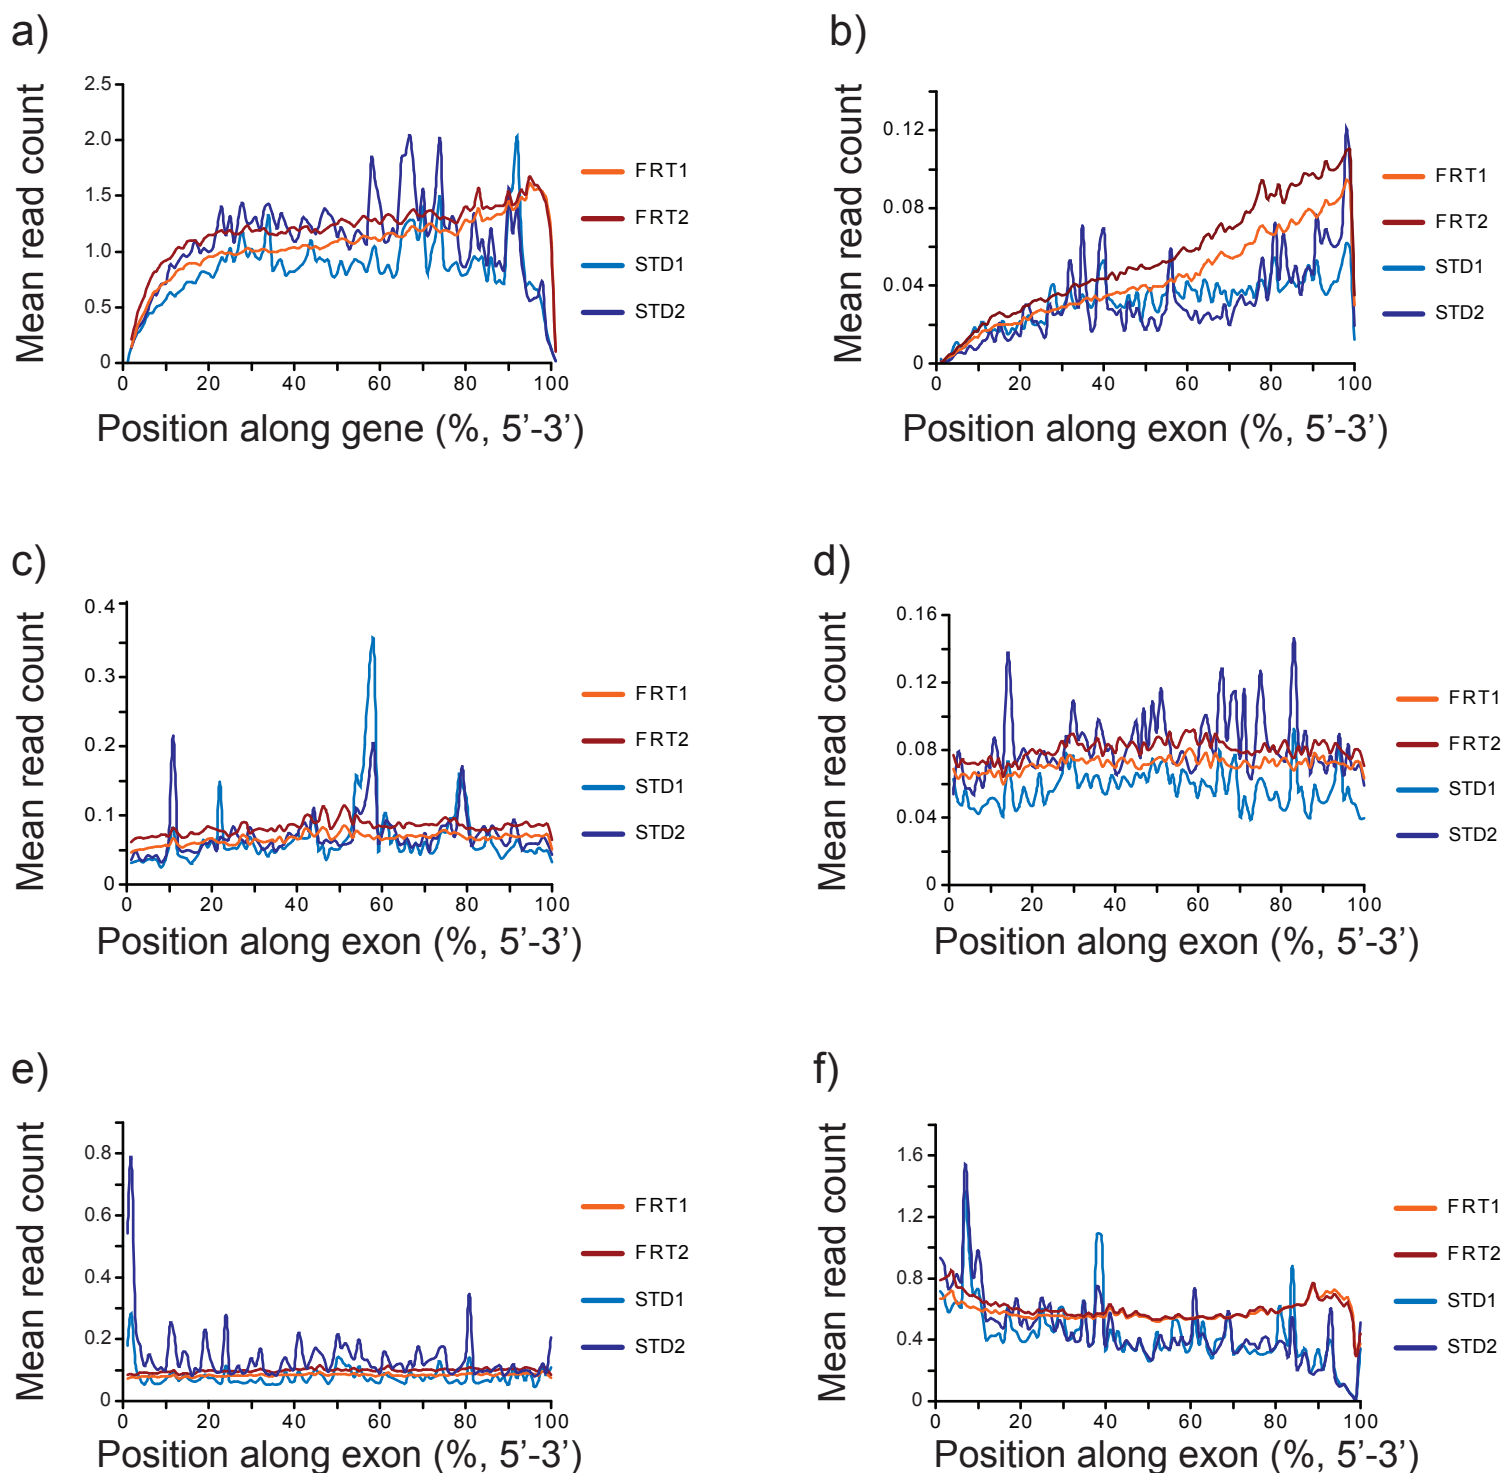 a)
Mean read count
2.5
2.0
1.5
1.0
0.5
0
0 20 40 60 80 100
Position along gene (%, 5’-3’)
FRT1
FRT2
STD1
STD2
b)
Mean read count
0.12
0.08
0.04
0
0 20 40 60 80 100
Position along exon (%, 5’-3’)
FRT1
FRT2
STD1
STD2
c)
Mean read count
0.4
0.3
0.2
0.1
0
0 20 40 60 80 100
Position along exon (%, 5’-3’)
FRT1
FRT2
STD1
STD2
d)
Mean read count
0.16
0.12
0.08
0.04
0
0 20 40 60 80 100
Position along exon (%, 5’-3’)
FRT1
FRT2
STD1
STD2
e)
Mean read count
0.8
0.6
0.4
0.2
0
0 20 40 60 80 100
Position along exon (%, 5’-3’)
FRT1
FRT2
STD1
STD2
f)
Mean read count
1.6
1.2
0.8
0.4
0
0 20 40 60 80 100
Position along exon (%, 5’-3’)
FRT1
FRT2
STD1
STD2